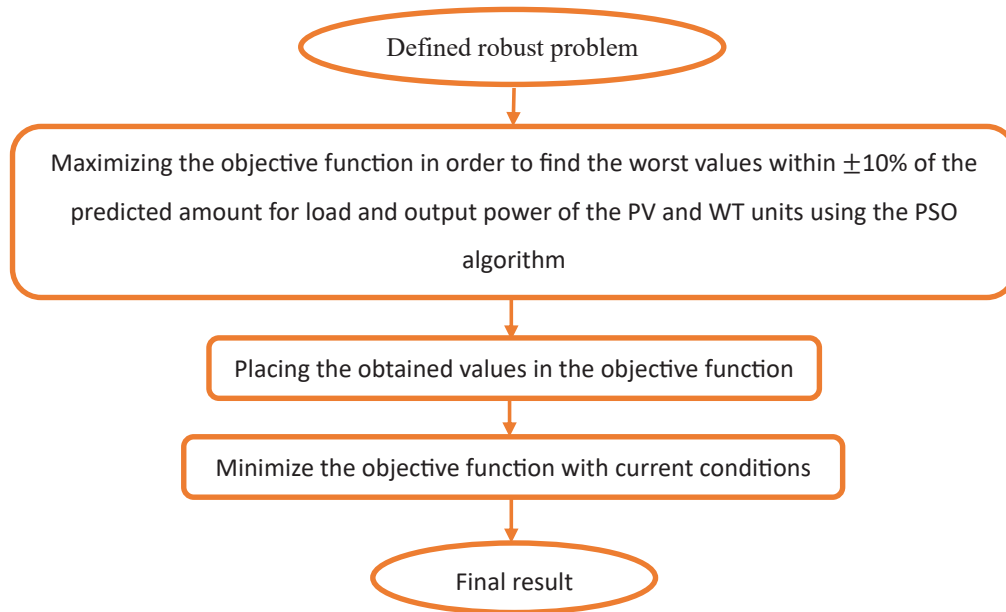 Defined robust problem
Maximizing the objective function in order to find the worst values within ±10% of the
predicted amount for load and output power of the PV and WT units using the PSO
algorithm
Placing the obtained values in the objective function
Minimize the objective function with current conditions
Final result